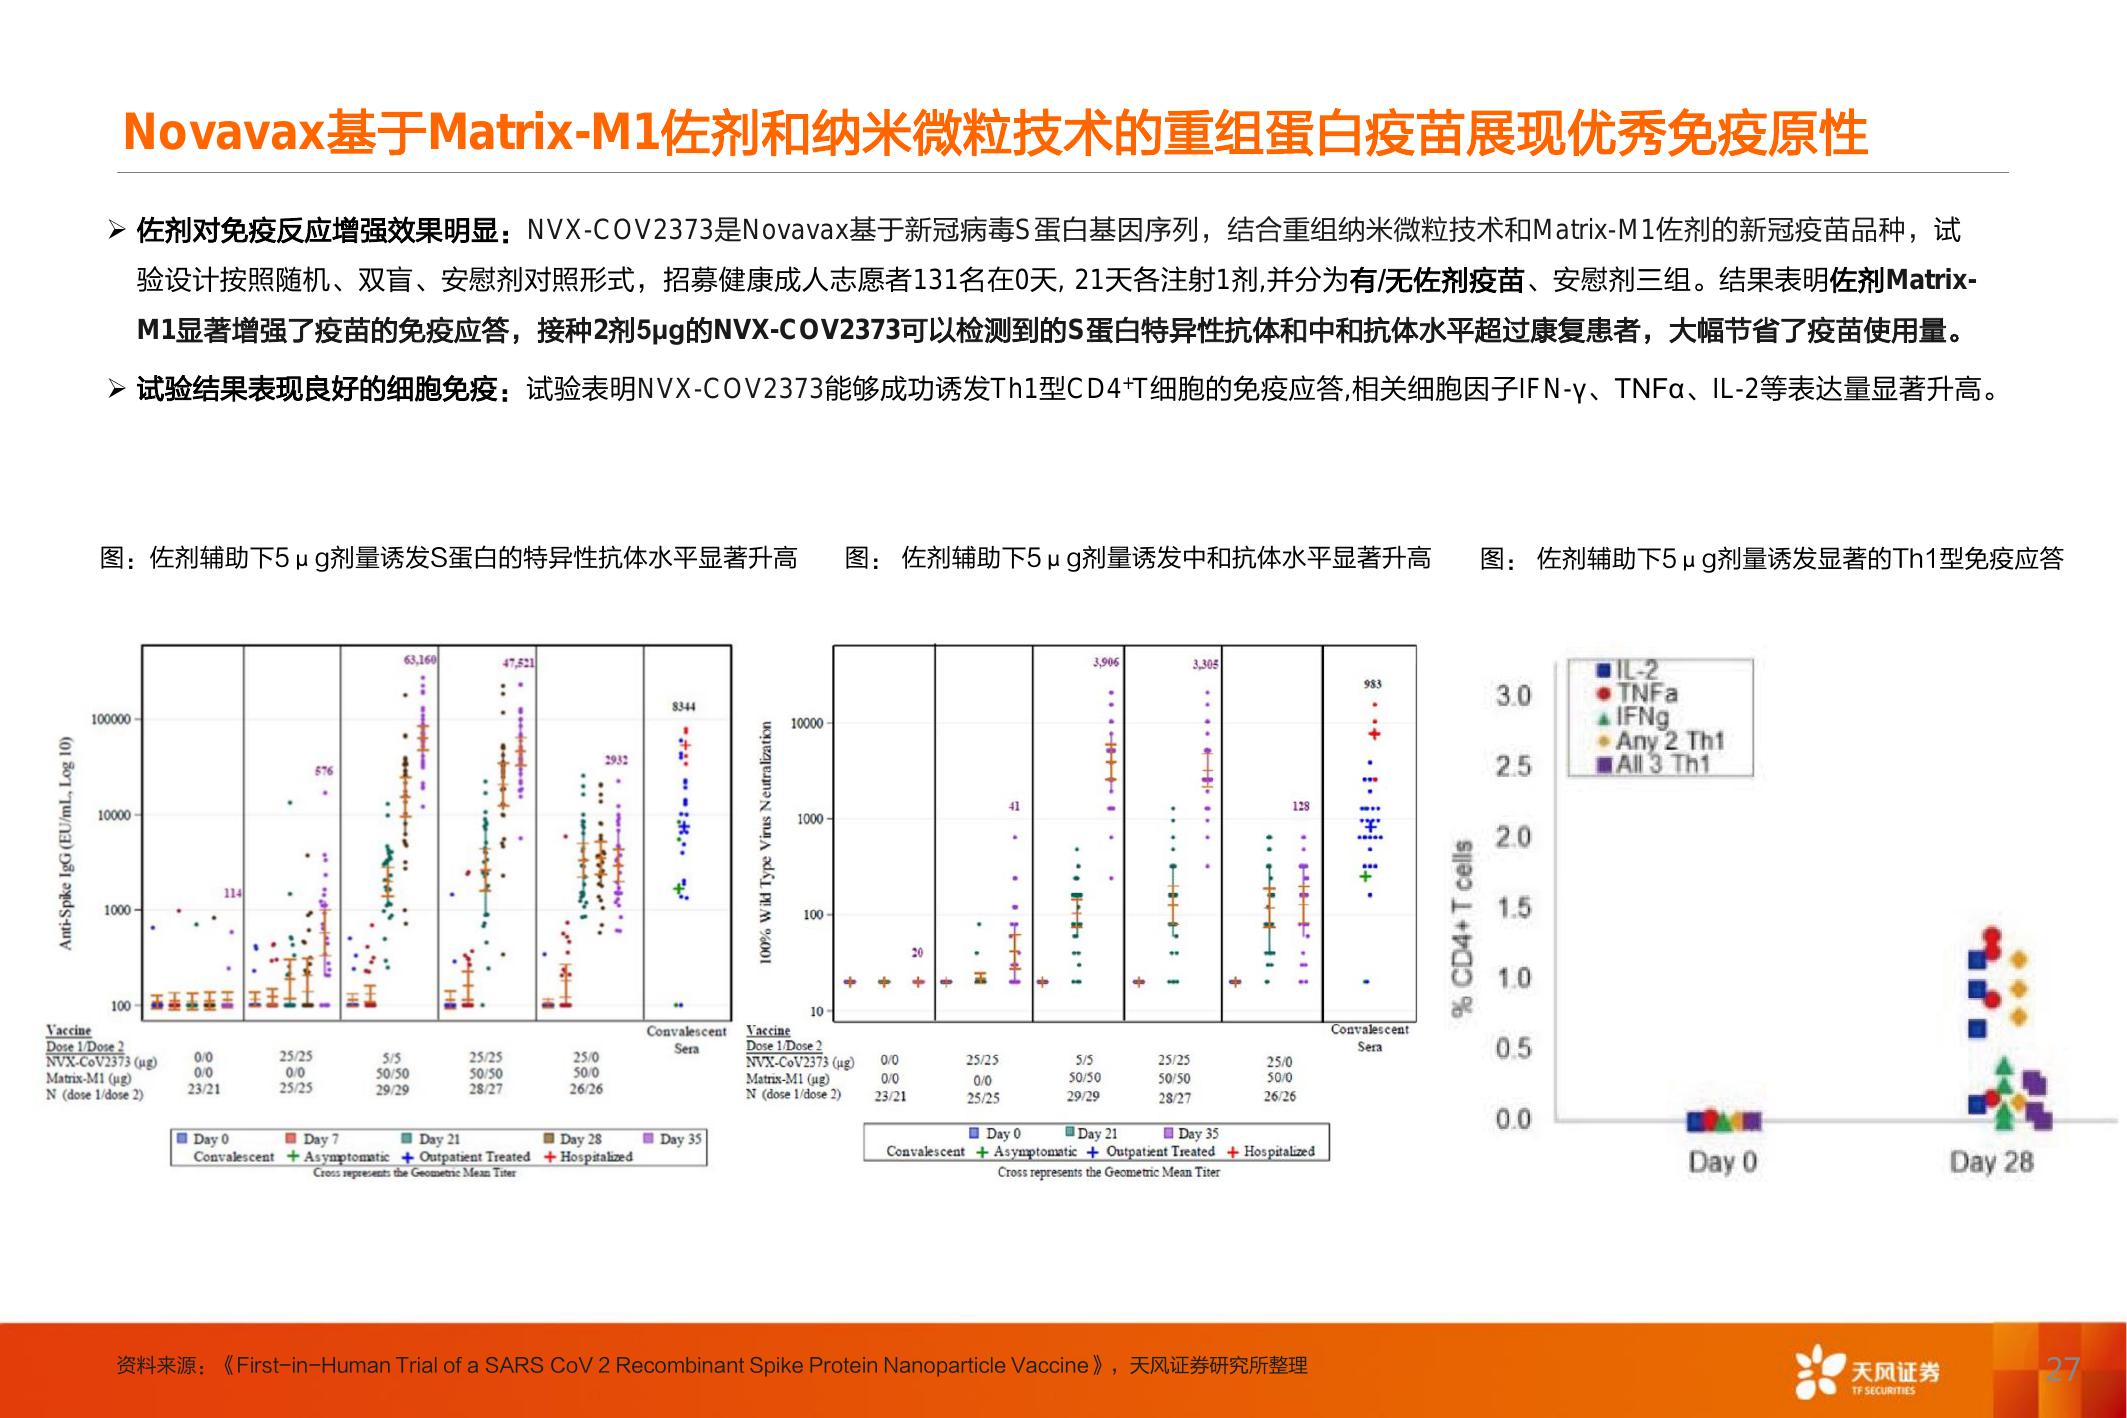 Novavax基于Matrix-M1佐剂和纳米微粒技术的重组蛋白疫苗展现优秀免疫原性
➢ 佐剂对免疫反应增强效果明显：NVX-COV2373是Novavax基于新冠病毒S蛋白基因序列，结合重组纳米微粒技术和Matrix-M1佐剂的新冠疫苗品种，试
验设计按照随机、双盲、安慰剂对照形式，招募健康成人志愿者131名在0天, 21天各注射1剂,并分为有/无佐剂疫苗、安慰剂三组。结果表明佐剂Matrix-
M1显著增强了疫苗的免疫应答，接种2剂5μg的NVX-COV2373可以检测到的S蛋白特异性抗体和中和抗体水平超过康复患者，大幅节省了疫苗使用量。
➢ 试验结果表现良好的细胞免疫：试验表明NVX-COV2373能够成功诱发Th1型CD4⁺T细胞的免疫应答,相关细胞因子IFN-γ、TNFα、IL-2等表达量显著升高。
图：佐剂辅助下5μg剂量诱发S蛋白的特异性抗体水平显著升高
Anti-Spike IgG (EU/mL, Log 10)
100000
10000
1000
100
114
576
63,160
47,521
2932
8344
Vaccine
Dose 1/Dose 2
NVX-CoV2373 (μg) 0/0 25/25 5/5 25/25 25/0
Matrix-M1 (μg) 0/0 0/0 50/50 50/50 50/0
N (dose 1/dose 2) 23/21 25/25 29/29 28/27 26/26
Convalescent
Sera
Day 0 Day 7 Day 21 Day 28 Day 35
Convalescent + Asymptomatic + Outpatient Treated + Hospitalized
Cross represents the Geometric Mean Titer
图： 佐剂辅助下5μg剂量诱发中和抗体水平显著升高
100% Wild Type Virus Neutralization
10000
1000
100
10
20
41
3,906
3,305
128
983
Vaccine
Dose 1/Dose 2
NVX-CoV2373 (μg) 0/0 25/25 5/5 25/25 25/0
Matrix-M1 (μg) 0/0 0/0 50/50 50/50 50/0
N (dose 1/dose 2) 23/21 25/25 29/29 28/27 26/26
Convalescent
Sera
Day 0 Day 21 Day 35
Convalescent + Asymptomatic + Outpatient Treated + Hospitalized
Cross represents the Geometric Mean Titer
图： 佐剂辅助下5μg剂量诱发显著的Th1型免疫应答
% CD4+ T cells
3.0
2.5
2.0
1.5
1.0
0.5
0.0
IL-2
TNFa
IFNg
Any 2 Th1
All 3 Th1
Day 0 Day 28
资料来源：《First-in-Human Trial of a SARS CoV 2 Recombinant Spike Protein Nanoparticle Vaccine》，天风证券研究所整理
天风证券
TF SECURITIES
27